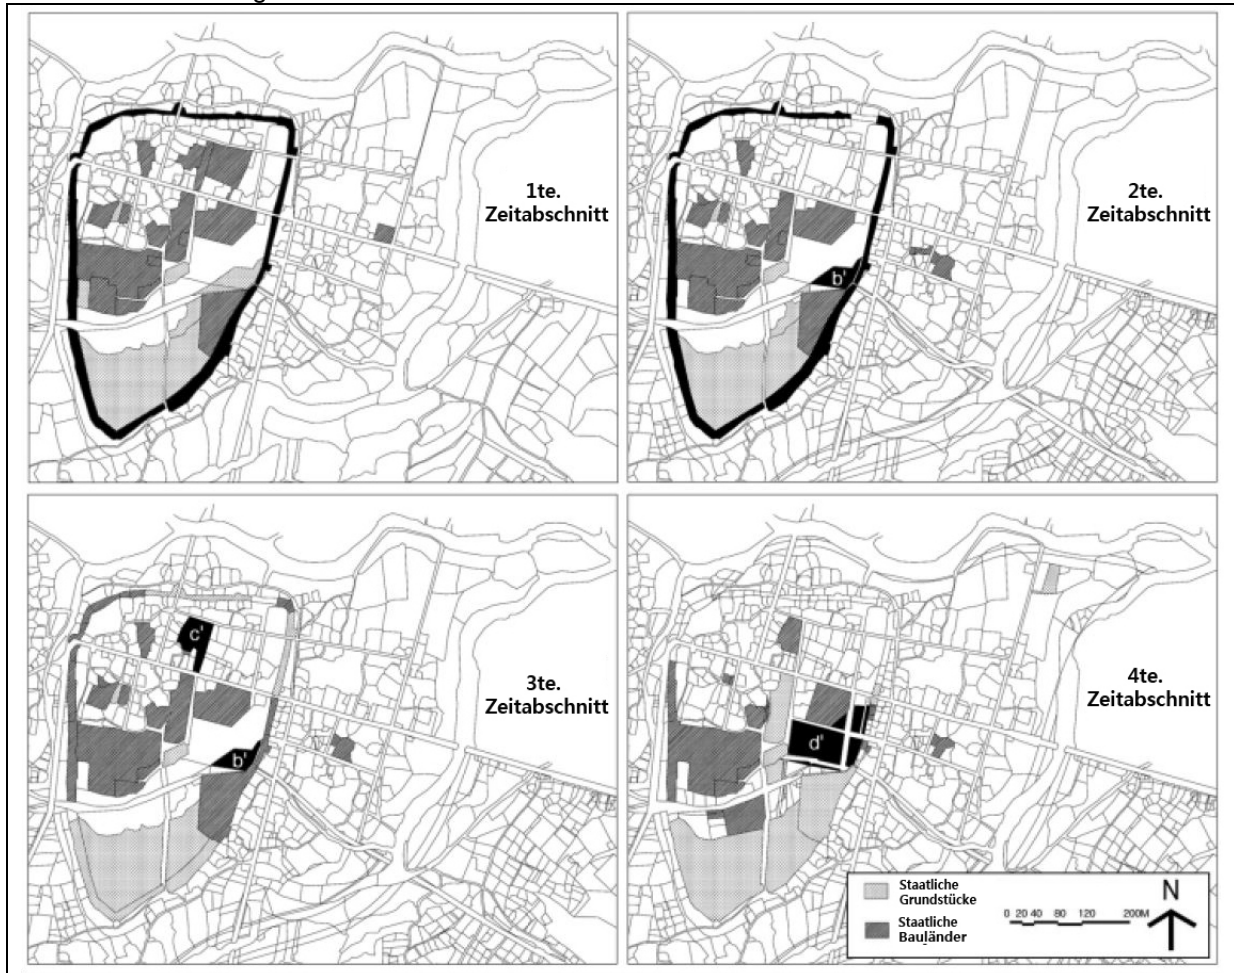 1te.
Zeitabschnitt
2te.
Zeitabschnitt
b'
3te.
Zeitabschnitt
c'
b'
4te.
Zeitabschnitt
d'
Staatliche
Grundstücke
Staatliche
Bauländer
0 20 40 80 120 200M
N